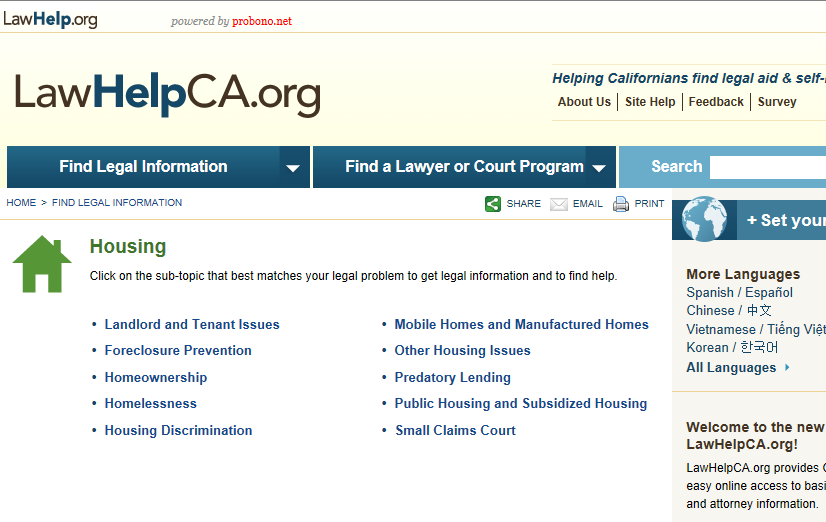 LawHelp.org
powered by probono.net
LawHelpCA.org
Helping Californians find legal aid & self-
About Us | Site Help | Feedback | Survey
Find Legal Information
Find a Lawyer or Court Program
Search
HOME > FIND LEGAL INFORMATION
SHARE
EMAIL
PRINT
+ Set your
Housing
Click on the sub-topic that best matches your legal problem to get legal information and to find help.
• Landlord and Tenant Issues
• Foreclosure Prevention
• Homeownership
• Homelessness
• Housing Discrimination
• Mobile Homes and Manufactured Homes
• Other Housing Issues
• Predatory Lending
• Public Housing and Subsidized Housing
• Small Claims Court
More Languages
Spanish / Español
Chinese / 中文
Vietnamese / Tiếng Việt
Korean / 한국어
All Languages
Welcome to the new
LawHelpCA.org!
LawHelpCA.org provides
easy online access to basi
and attorney information.